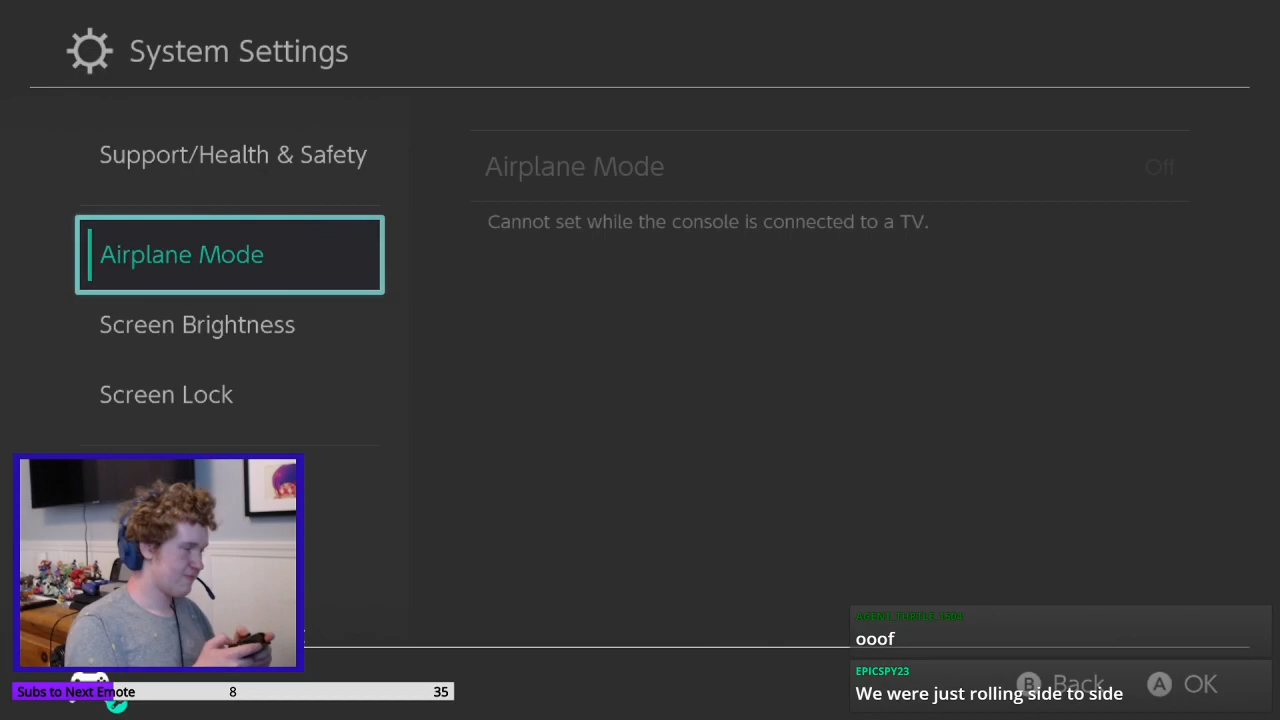 System Settings
Support/Health & Safety
Airplane Mode
Screen Brightness
Screen Lock
Airplane Mode Off
Cannot set while the console is connected to a TV.
AGENT_TURTLE_1504
ooof
EPICSPY23
We were just rolling side to side
B Back A OK
Subs to Next Emote 8 35